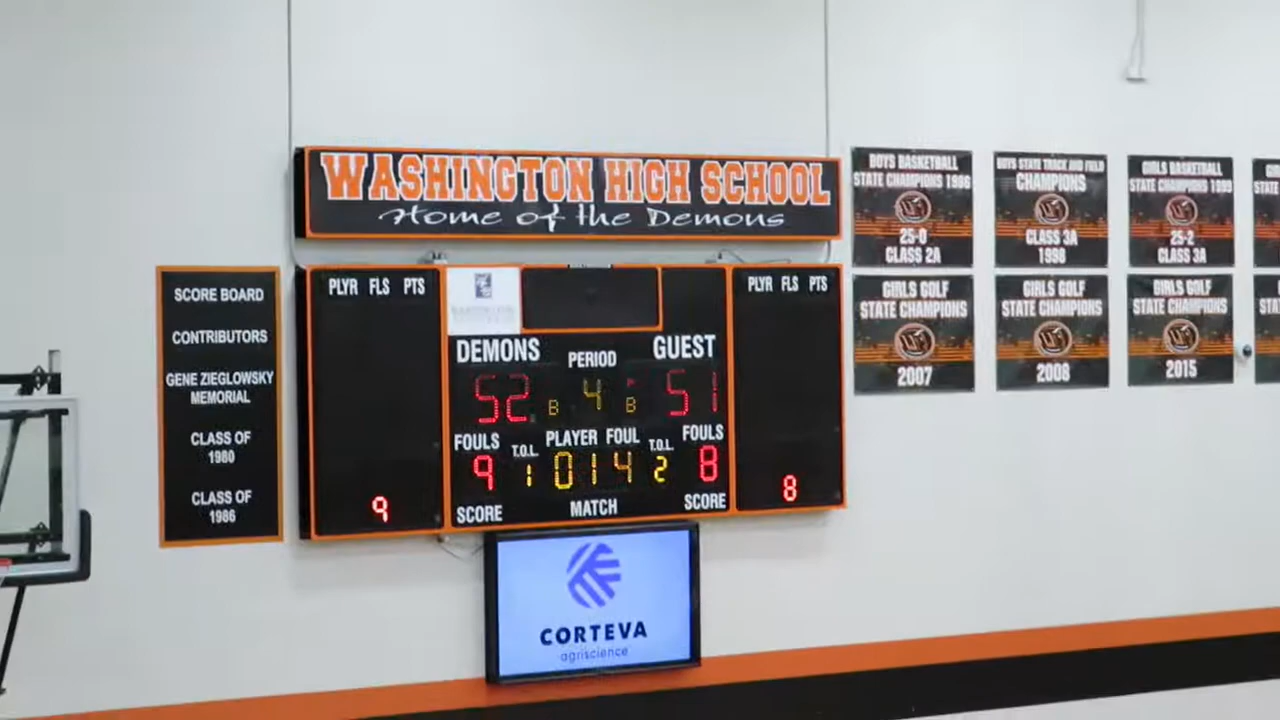 WASHINGTON HIGH SCHOOL
Home of the Demons
SCORE BOARD
CONTRIBUTORS
GENE ZIEGLOWSKY
MEMORIAL
CLASS OF
1980
CLASS OF
1986
PLYR FLS PTS
9
DEMONS PERIOD GUEST
52 B 4 P B 51
FOULS T.O.L. PLAYER FOUL T.O.L. FOULS
9 1 01 4 2 8
SCORE MATCH SCORE
PLYR FLS PTS
8
CORTEVA
agriscience
BOYS BASKETBALL
STATE CHAMPIONS 1996
25-0
CLASS 2A
BOYS STATE TRACK AND FIELD
CHAMPIONS
CLASS 3A
1998
GIRLS BASKETBALL
STATE CHAMPIONS 1999
25-2
CLASS 3A
GIRLS GOLF
STATE CHAMPIONS
2007
GIRLS GOLF
STATE CHAMPIONS
2008
GIRLS GOLF
STATE CHAMPIONS
2015